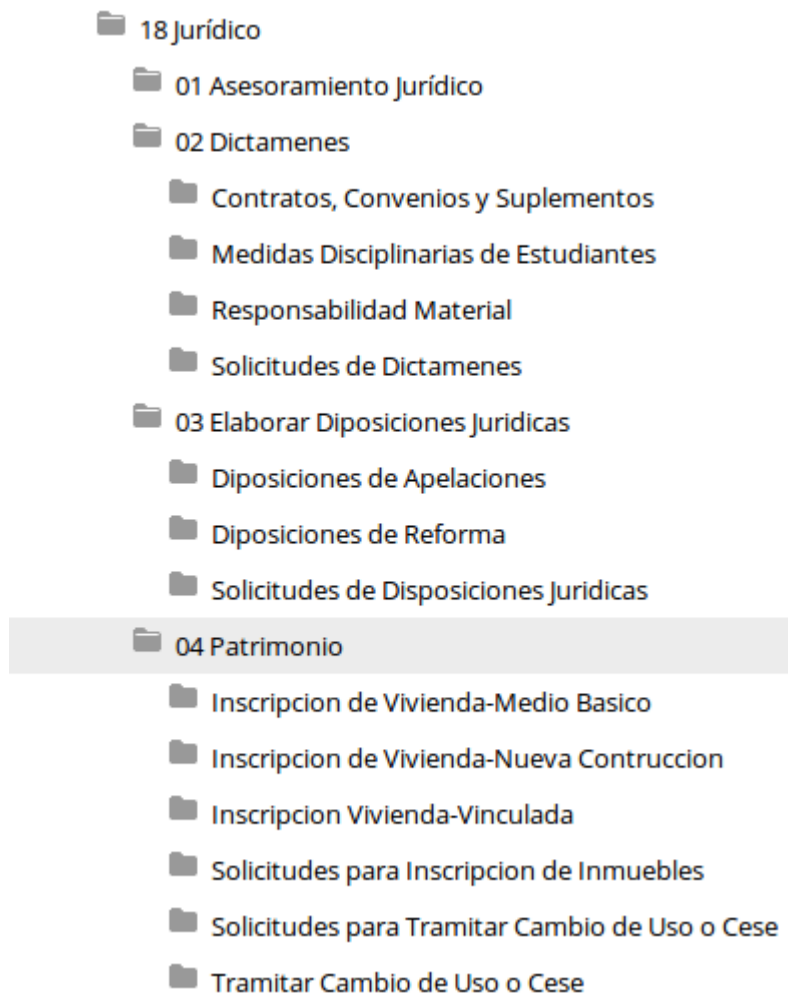 18 Jurídico
01 Asesoramiento Jurídico
02 Dictamenes
Contratos, Convenios y Suplementos
Medidas Disciplinarias de Estudiantes
Responsabilidad Material
Solicitudes de Dictamenes
03 Elaborar Diposiciones Juridicas
Diposiciones de Apelaciones
Diposiciones de Reforma
Solicitudes de Disposiciones Juridicas
04 Patrimonio
Inscripcion de Vivienda-Medio Basico
Inscripcion de Vivienda-Nueva Contruccion
Inscripcion Vivienda-Vinculada
Solicitudes para Inscripcion de Inmuebles
Solicitudes para Tramitar Cambio de Uso o Cese
Tramitar Cambio de Uso o Cese